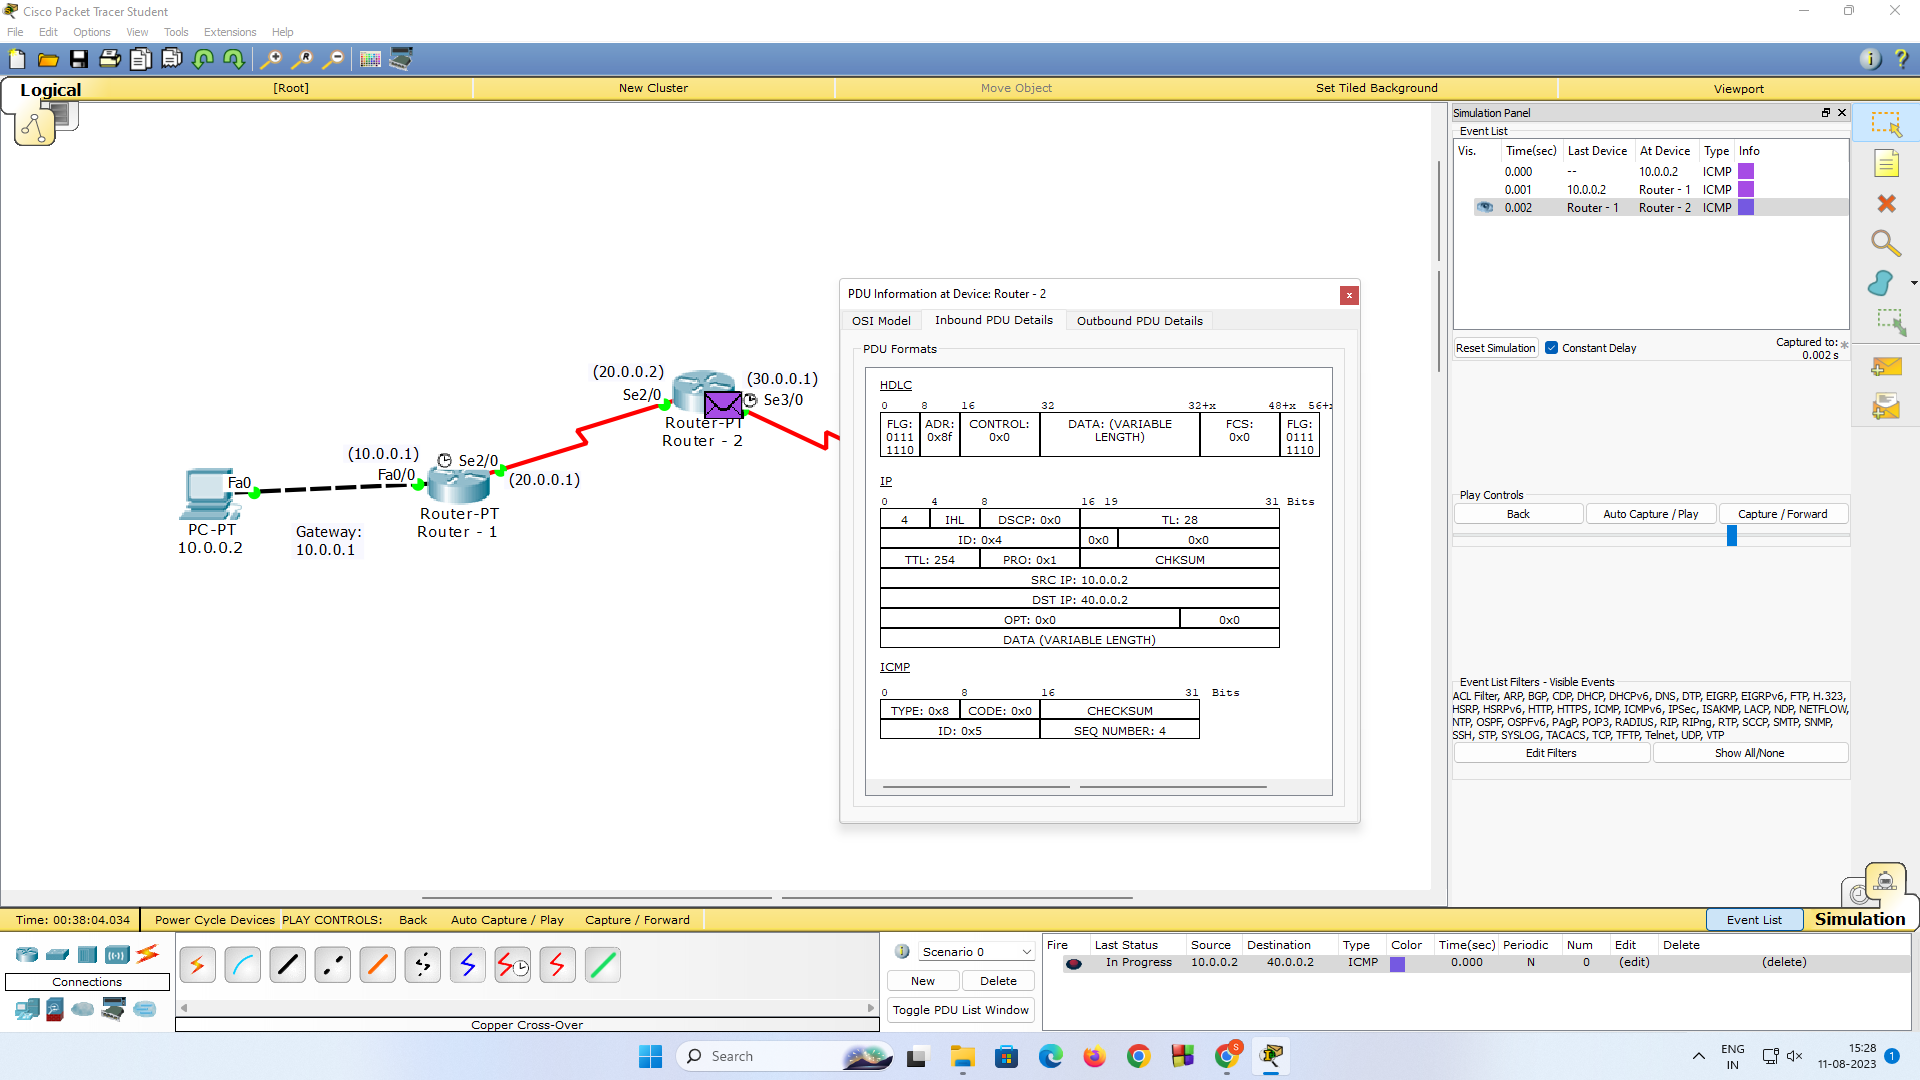 Cisco Packet Tracer Student
File Edit Options View Tools Extensions Help
Logical [Root] New Cluster Move Object Set Tiled Background Viewport
Simulation Panel
Event List
Vis. Time(sec) Last Device At Device Type Info
0.000 -- 10.0.0.2 ICMP
0.001 10.0.0.2 Router - 1 ICMP
0.002 Router - 1 Router - 2 ICMP
Reset Simulation Constant Delay Captured to: *
0.002 s
Play Controls
Back Auto Capture / Play Capture / Forward
Event List Filters - Visible Events
ACL Filter, ARP, BGP, CDP, DHCP, DHCPv6, DNS, DTP, EIGRP, EIGRPv6, FTP, H.323,
HSRP, HSRPv6, HTTP, HTTPS, ICMP, ICMPv6, IPSec, ISAKMP, LACP, NDP, NETFLOW,
NTP, OSPF, OSPFv6, PAgP, POP3, RADIUS, RIP, RIPng, RTP, SCCP, SMTP, SNMP,
SSH, STP, SYSLOG, TACACS, TCP, TFTP, Telnet, UDP, VTP
Edit Filters Show All/None
(20.0.0.2)
Se2/0
(30.0.0.1)
Se3/0
Router-PT
Router - 2
(10.0.0.1)
Fa0/0
Se2/0
(20.0.0.1)
Router-PT
Router - 1
Fa0
PC-PT
10.0.0.2
Gateway:
10.0.0.1
PDU Information at Device: Router - 2 x
OSI Model Inbound PDU Details Outbound PDU Details
PDU Formats
HDLC
0 8 16 32 32+x 48+x 56+x
FLG: 0111 1110 ADR: 0x8f CONTROL: 0x0 DATA: (VARIABLE LENGTH) FCS: 0x0 FLG: 0111 1110
IP
0 4 8 16 19 31 Bits
4 IHL DSCP: 0x0 TL: 28
ID: 0x4 0x0 0x0
TTL: 254 PRO: 0x1 CHKSUM
SRC IP: 10.0.0.2
DST IP: 40.0.0.2
OPT: 0x0 0x0
DATA (VARIABLE LENGTH)
ICMP
0 8 16 31 Bits
TYPE: 0x8 CODE: 0x0 CHECKSUM
ID: 0x5 SEQ NUMBER: 4
Time: 00:38:04.034 Power Cycle Devices PLAY CONTROLS: Back Auto Capture / Play Capture / Forward Event List Simulation
Connections
Copper Cross-Over
Scenario 0
New Delete
Toggle PDU List Window
Fire Last Status Source Destination Type Color Time(sec) Periodic Num Edit Delete
In Progress 10.0.0.2 40.0.0.2 ICMP 0.000 N 0 (edit) (delete)
Search
S
ENG
IN
15:28
11-08-2023
1